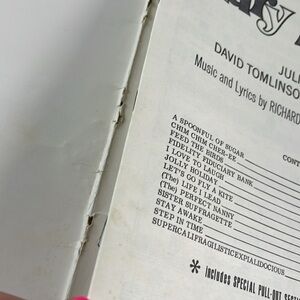 ary
JULI
DAVID TOMLINSO
Music and Lyrics by RICHARD
CONT
A SPOONFUL OF SUGAR
CHIM CHIM CHER-EE
FEED THE BIRDS
FIDELITY FIDUCIARY BANK
I LOVE TO LAUGH
JOLLY HOLIDAY
LET'S GO FLY A KITE
(The) LIFE I LEAD
(The) PERFECT NANNY
SISTER SUFFRAGETTE
STAY AWAKE
STEP IN TIME
SUPERCALIFRAGILISTICEXPIALIDOCIOUS
* includes SPECIAL PULL-OUT SECT